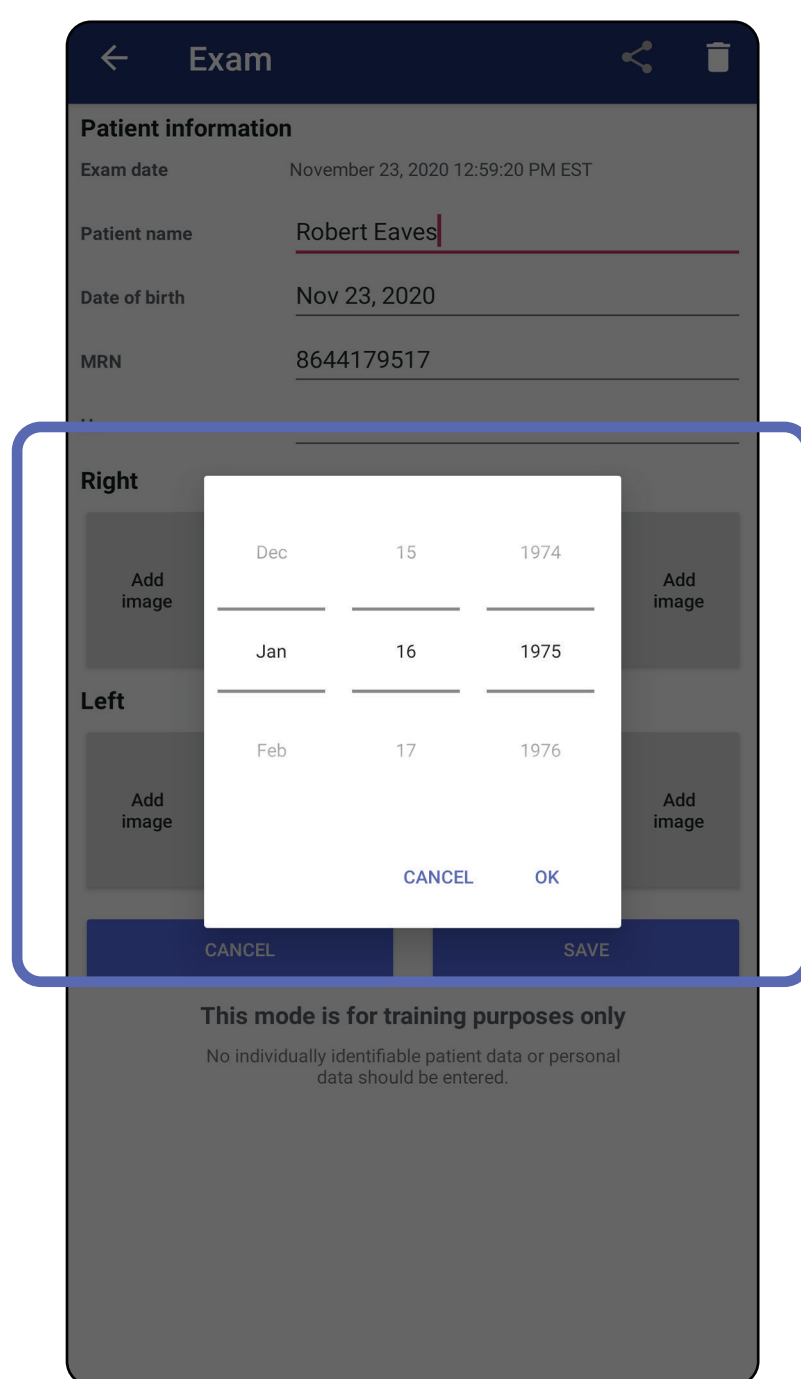 Exam
Patient information
Exam date November 23, 2020 12:59:20 PM EST
Patient name Robert Eaves
Date of birth Nov 23, 2020
MRN 8644179517
Right
Add
image
Add
image
Dec 15 1974
Jan 16 1975
Feb 17 1976
Left
Add
image
Add
image
CANCEL OK
CANCEL SAVE
This mode is for training purposes only
No individually identifiable patient data or personal
data should be entered.